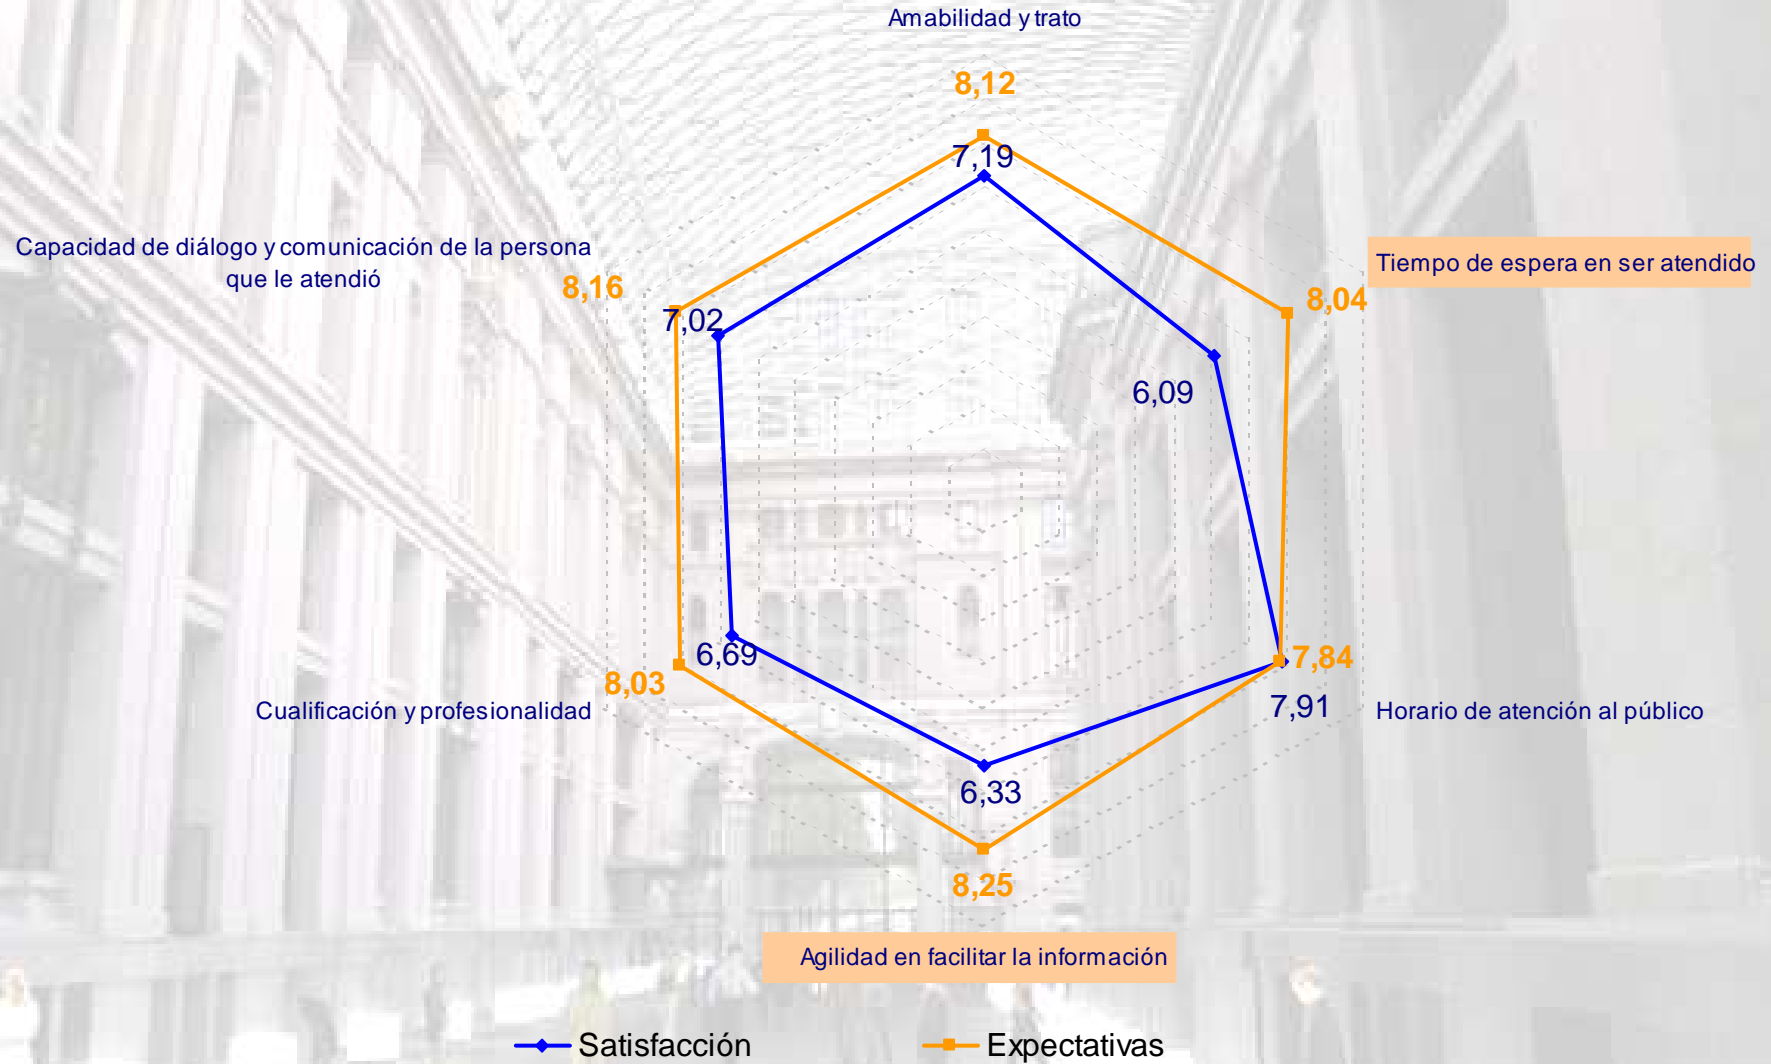 Amabilidad y trato
8,12
7,19
Capacidad de diálogo y comunicación de la persona
que le atendió
8,16
7,02
Tiempo de espera en ser atendido
8,04
6,09
6,69
8,03
Cualificación y profesionalidad
7,84
7,91
Horario de atención al público
6,33
8,25
Agilidad en facilitar la información
Satisfacción
Expectativas